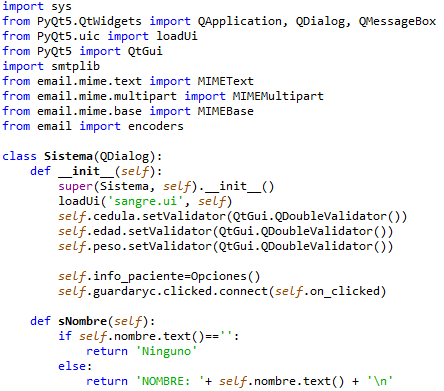 import sys
from PyQt5.QtWidgets import QApplication, QDialog, QMessageBox
from PyQt5.uic import loadUi
from PyQt5 import QtGui
import smtplib
from email.mime.text import MIMEText
from email.mime.multipart import MIMEMultipart
from email.mime.base import MIMEBase
from email import encoders

class Sistema(QDialog):
    def __init__(self):
        super(Sistema, self).__init__()
        loadUi('sangre.ui', self)
        self.cedula.setValidator(QtGui.QDoubleValidator())
        self.edad.setValidator(QtGui.QDoubleValidator())
        self.peso.setValidator(QtGui.QDoubleValidator())

        self.info_paciente=Opciones()
        self.guardaryc.clicked.connect(self.on_clicked)

    def sNombre(self):
        if self.nombre.text()=='':
            return 'Ninguno'
        else:
            return 'NOMBRE: '+ self.nombre.text() + '\n'